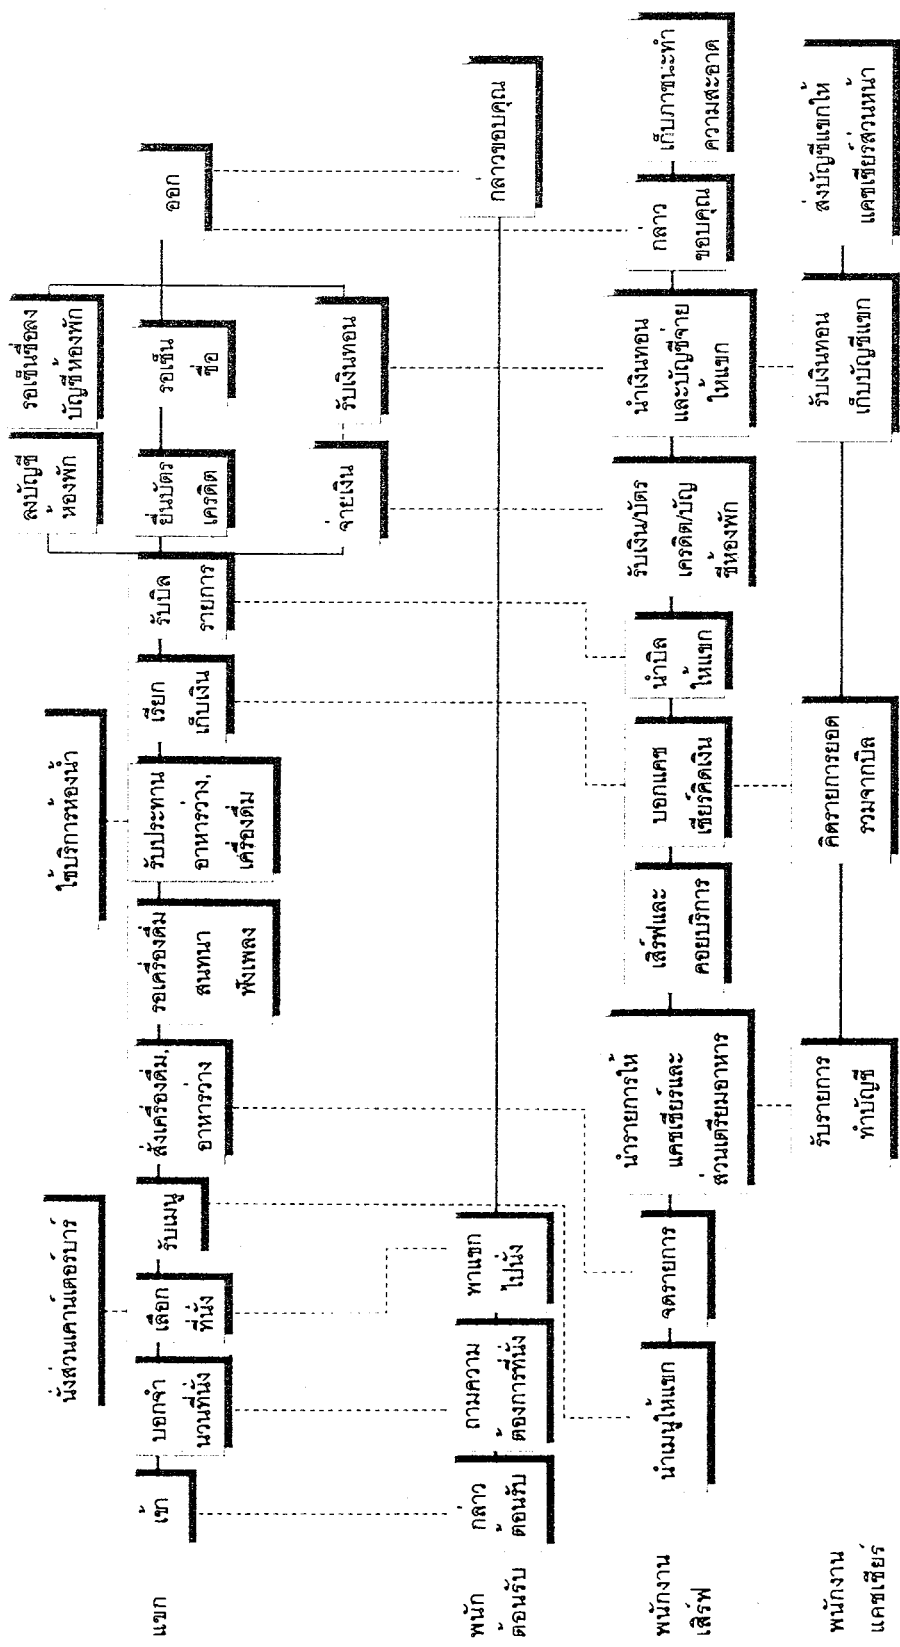 แขก
เข้า
บอกจำ
นวนที่นั่ง
เลือก
ที่นั่ง
นั่งส่วนเคาน์เตอร์บาร์
รับเมนู
สั่งเครื่องดื่ม,
อาหารว่าง
รอเครื่องดื่ม
สนทนา
ฟังเพลง
รับประทาน
อาหารว่าง,
เครื่องดื่ม
ใช้บริการห้องน้ำ
เรียก
เก็บเงิน
รับบิล
รายการ
ลงบัญชี
ห้องพัก
รอเซ็นชื่อลง
บัญชีห้องพัก
ยื่นบัตร
เครดิต
รอเซ็น
ชื่อ
จ่ายเงิน
รับเงินทอน
ออก
พนัก
ต้อนรับ
กล่าว
ต้อนรับ
ถามความ
ต้องการที่นั่ง
พาแขก
ไปนั่ง
กล่าวขอบคุณ
พนักงาน
เสิร์ฟ
นำเมนูให้แขก
จดรายการ
นำรายการให้
แคชเชียร์และ
ส่วนเตรียมอาหาร
เสิร์ฟและ
คอยบริการ
บอกแคช
เชียร์คิดเงิน
นำบิล
ให้แขก
รับเงิน/บัตร
เครดิต/บัญ
ชีห้องพัก
นำเงินทอน
และบัญชีจ่าย
ให้แขก
กล่าว
ขอบคุณ
เก็บภาชนะทำ
ความสะอาด
พนักงาน
แคชเชียร์
รับรายการ
ทำบัญชี
คิดรายการยอด
รวมจากบิล
รับเงินทอน
เก็บบัญชีแขก
ส่งบัญชีแขกให้
แคชเชียร์ส่วนหน้า